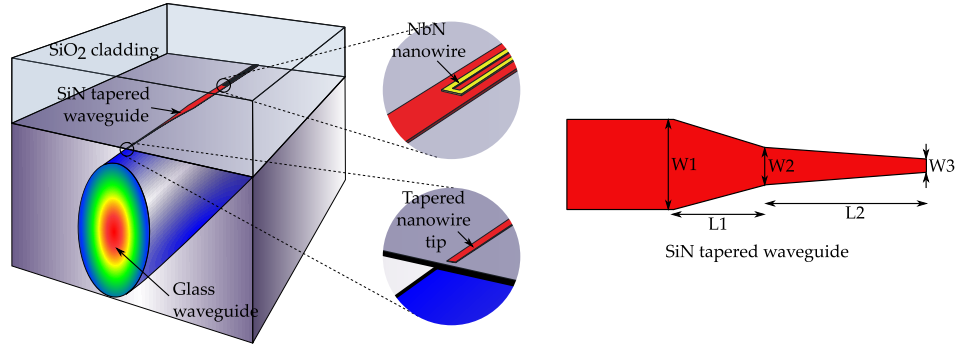 SiO2 cladding
SiN tapered
waveguide
NbN
nanowire
Tapered
nanowire
tip
Glass
waveguide
W1
W2
W3
L1
L2
SiN tapered waveguide